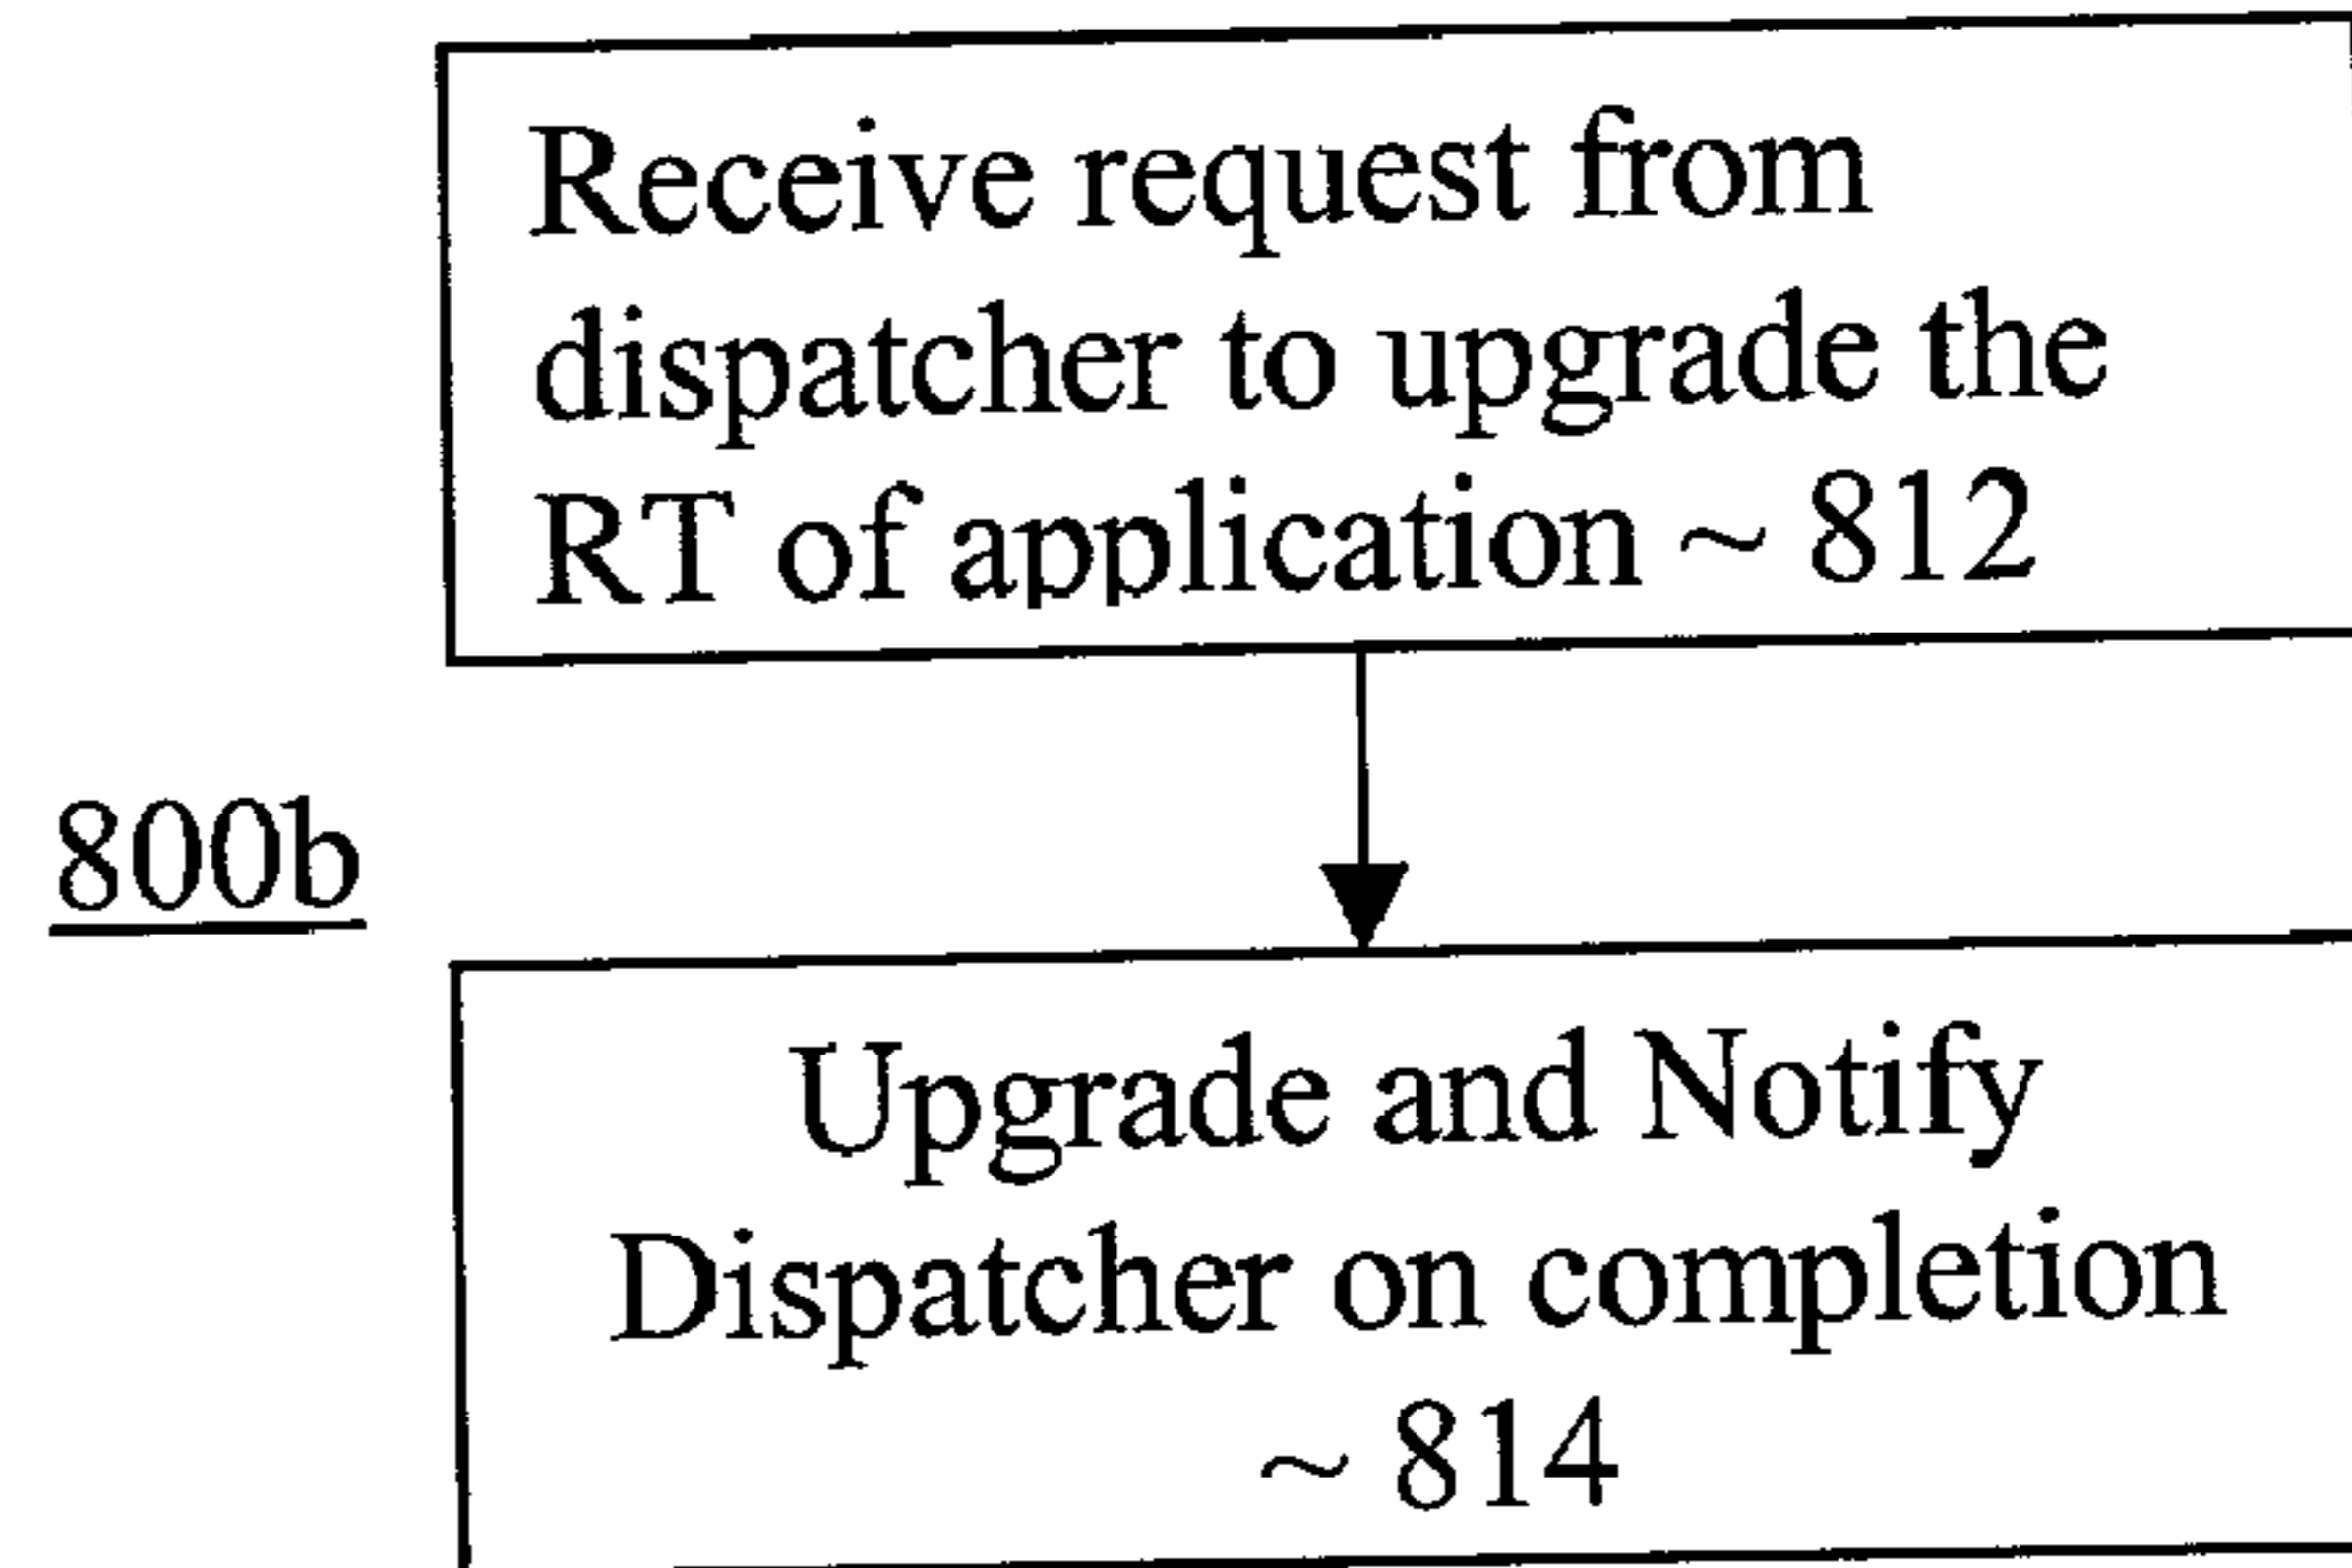 Receive request from
dispatcher to upgrade the
RT of application ~ 812
800b
Upgrade and Notify
Dispatcher on completion
~ 814